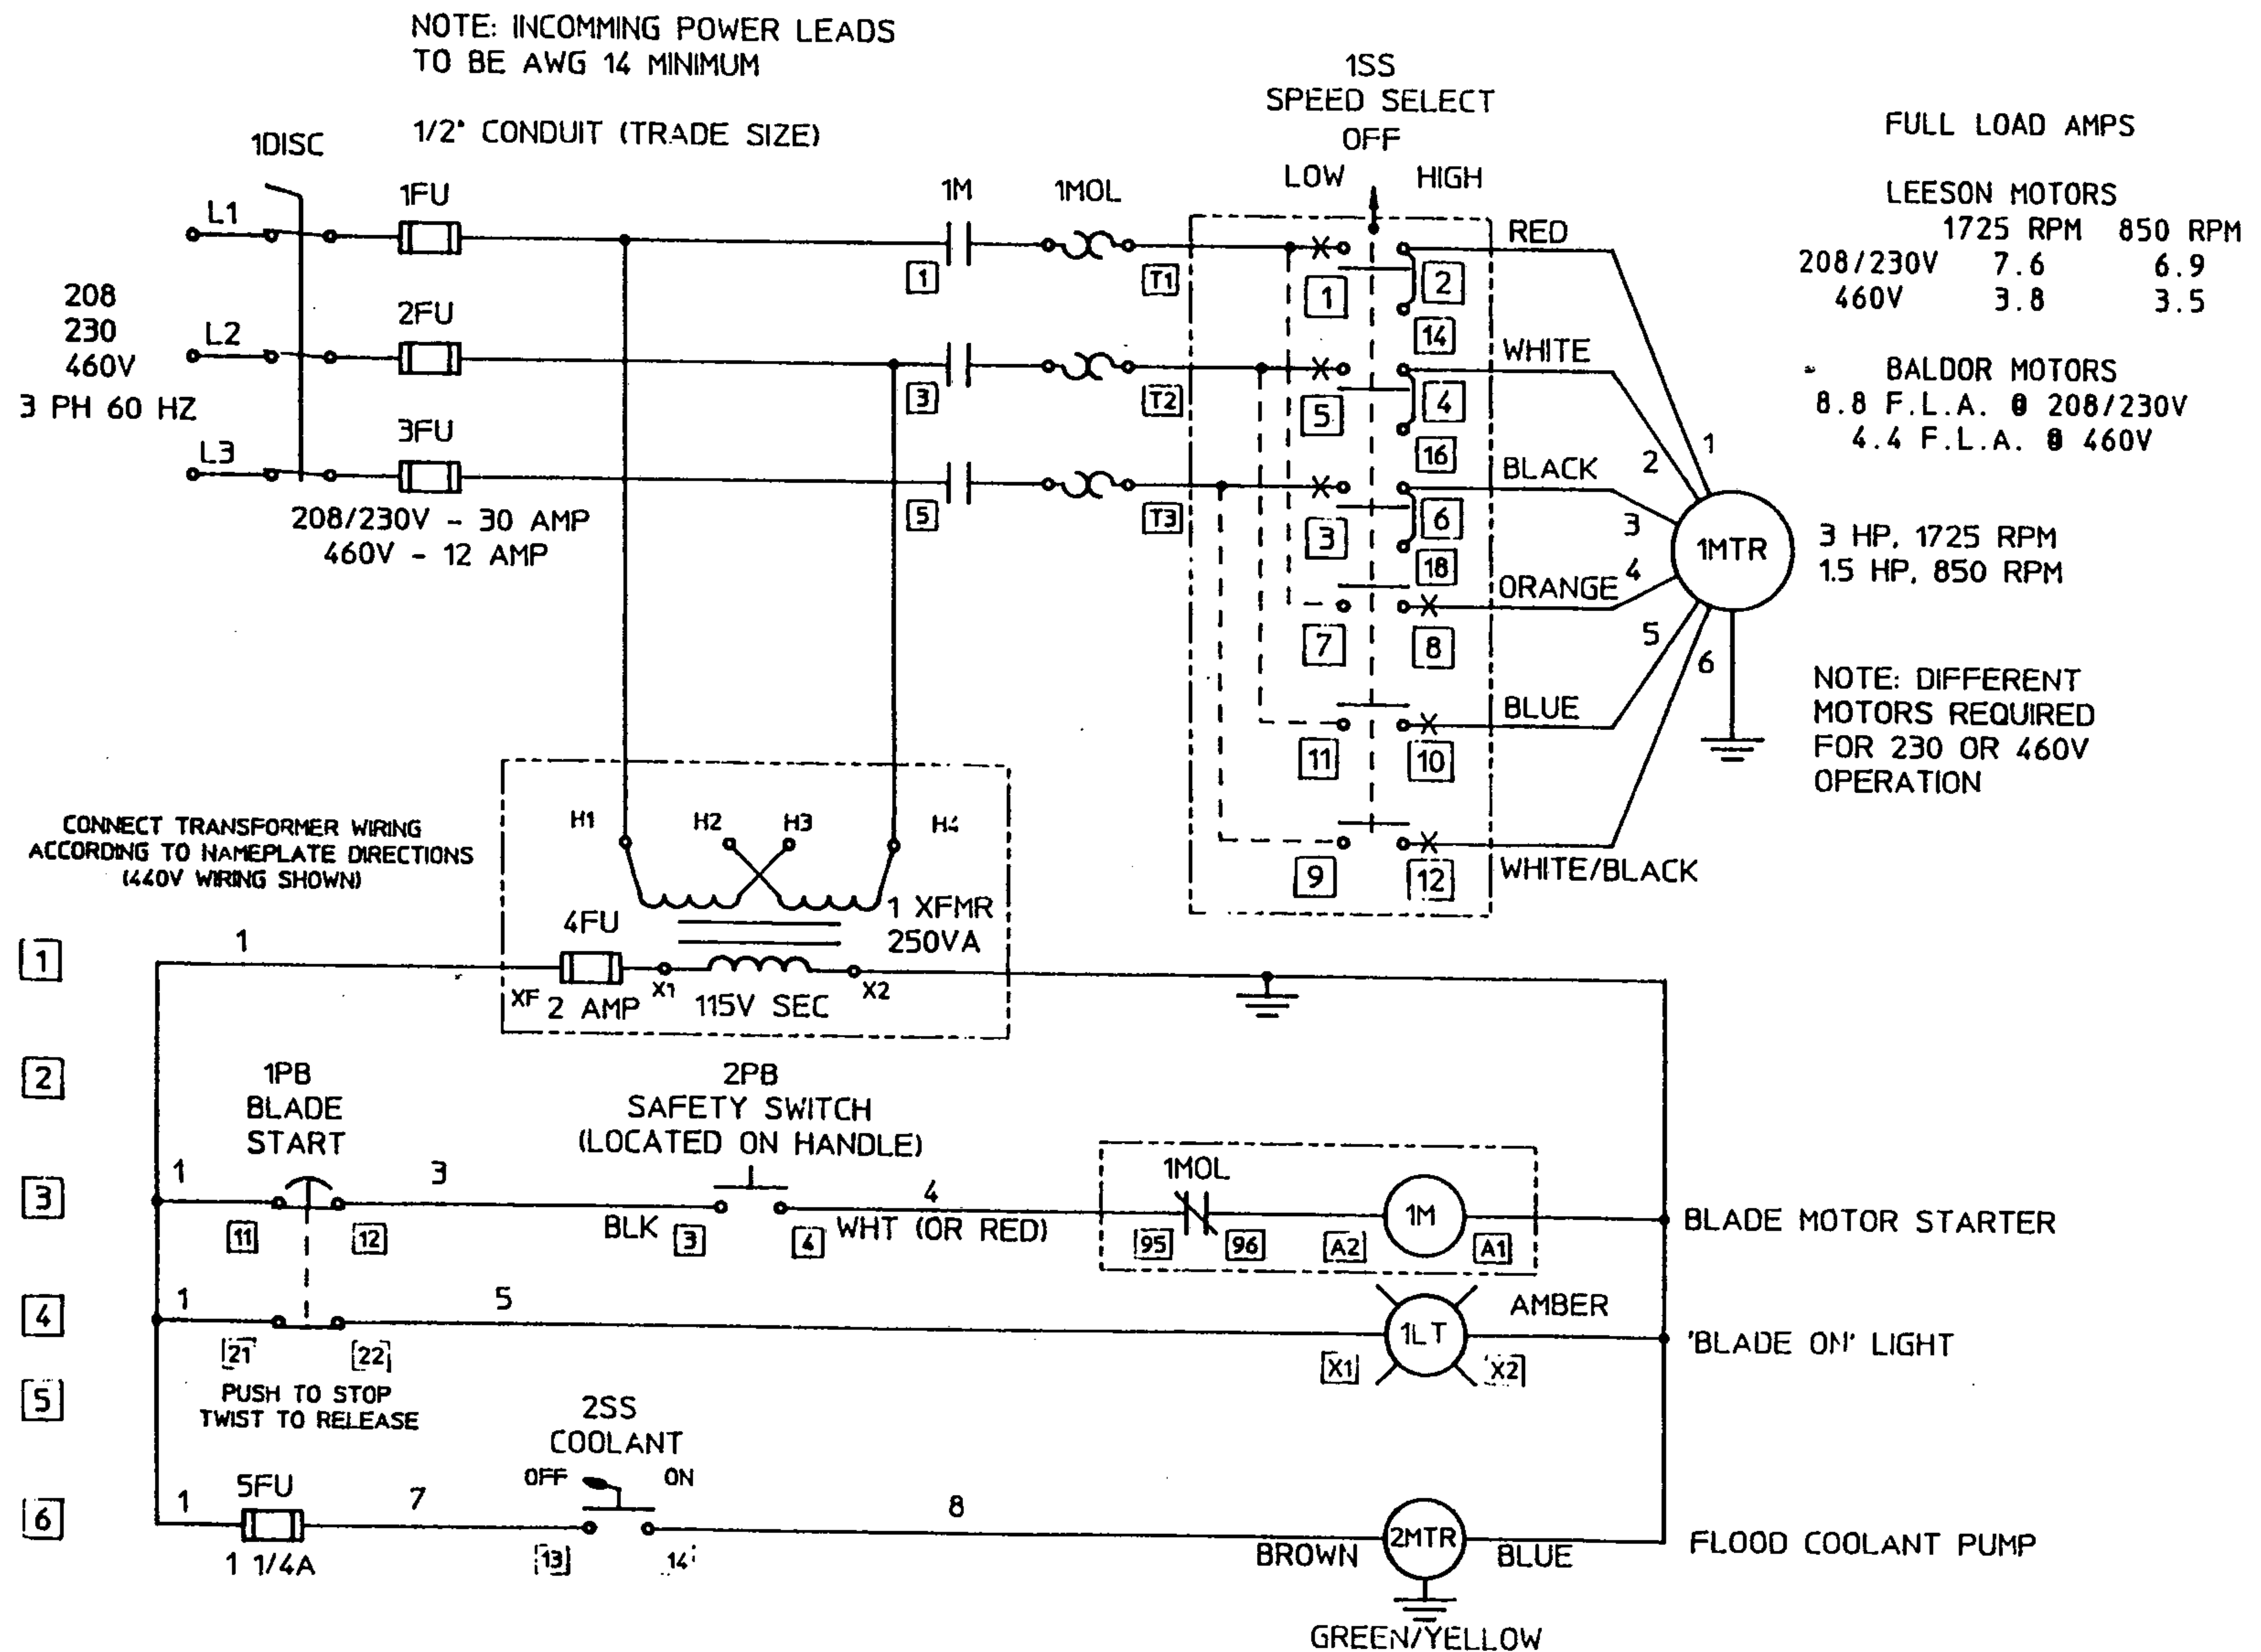 NOTE: INCOMMING POWER LEADS
TO BE AWG 14 MINIMUM
1/2" CONDUIT (TRADE SIZE)
1DISC
L1
L2
L3
208
230
460V
3 PH 60 HZ
1FU
2FU
3FU
208/230V - 30 AMP
460V - 12 AMP
1M
1
3
5
1MOL
T1
T2
T3
1SS
SPEED SELECT
OFF
LOW HIGH
1 2
14
5 4
16
3 6
18
7 8
11 10
9 12
RED
WHITE
BLACK
ORANGE
BLUE
WHITE/BLACK
1
2
3
4
5
6
1MTR
3 HP, 1725 RPM
1.5 HP, 850 RPM
FULL LOAD AMPS
LEESON MOTORS
1725 RPM 850 RPM
208/230V 7.6 6.9
460V 3.8 3.5
BALDOR MOTORS
8.8 F.L.A. @ 208/230V
4.4 F.L.A. @ 460V
NOTE: DIFFERENT
MOTORS REQUIRED
FOR 230 OR 460V
OPERATION
CONNECT TRANSFORMER WIRING
ACCORDING TO NAMEPLATE DIRECTIONS
(440V WIRING SHOWN)
H1 H2 H3 H4
1 XFMR
250VA
4FU
XF 2 AMP X1 115V SEC X2
1
1
2
1PB
BLADE
START
2PB
SAFETY SWITCH
(LOCATED ON HANDLE)
3
1 3 4
11 12
BLK 3 4 WHT (OR RED)
1MOL
95 96
1M
A2 A1
BLADE MOTOR STARTER
4
1 5
21 22
PUSH TO STOP
TWIST TO RELEASE
1LT
AMBER
X1 X2
'BLADE ON' LIGHT
5
2SS
COOLANT
OFF ON
6
1 5FU 7 8
1 1/4A
13 14
BROWN 2MTR BLUE
GREEN/YELLOW
FLOOD COOLANT PUMP